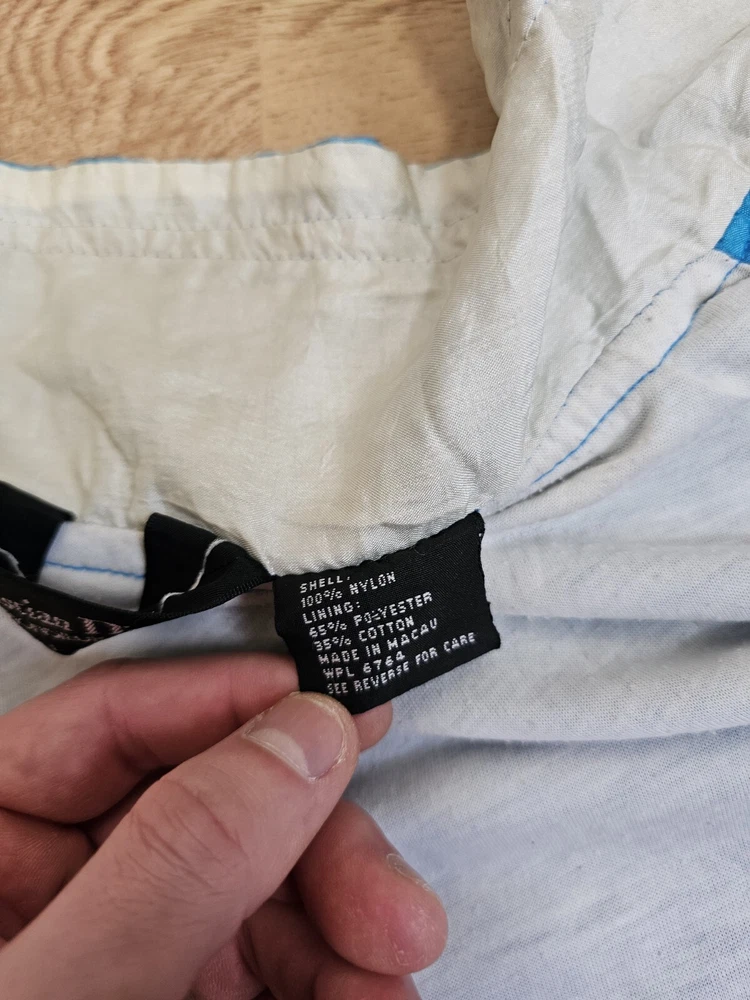 SHELL:
100% NYLON
LINING:
65% POLYESTER
35% COTTON
MADE IN MACAU
WPL 6764
SEE REVERSE FOR CARE